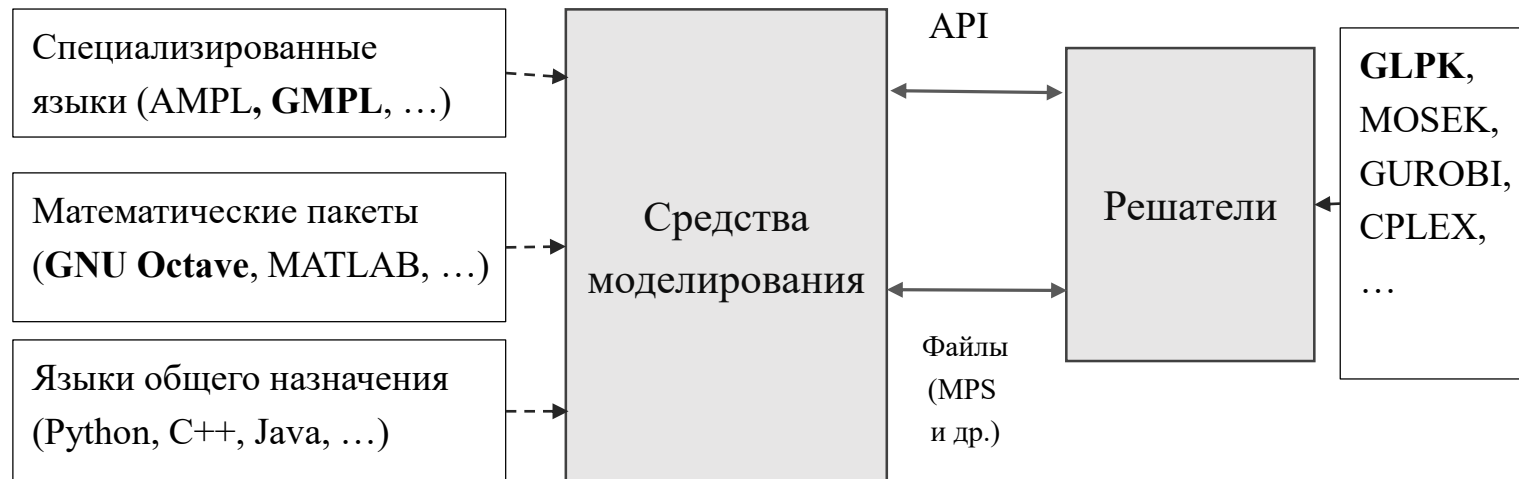 Специализированные
языки (AMPL, GMPL, …)
Математические пакеты
(GNU Octave, MATLAB, …)
Языки общего назначения
(Python, C++, Java, …)
Средства
моделирования
API
Файлы
(MPS
и др.)
Решатели
GLPK,
MOSEK,
GUROBI,
CPLEX,
…